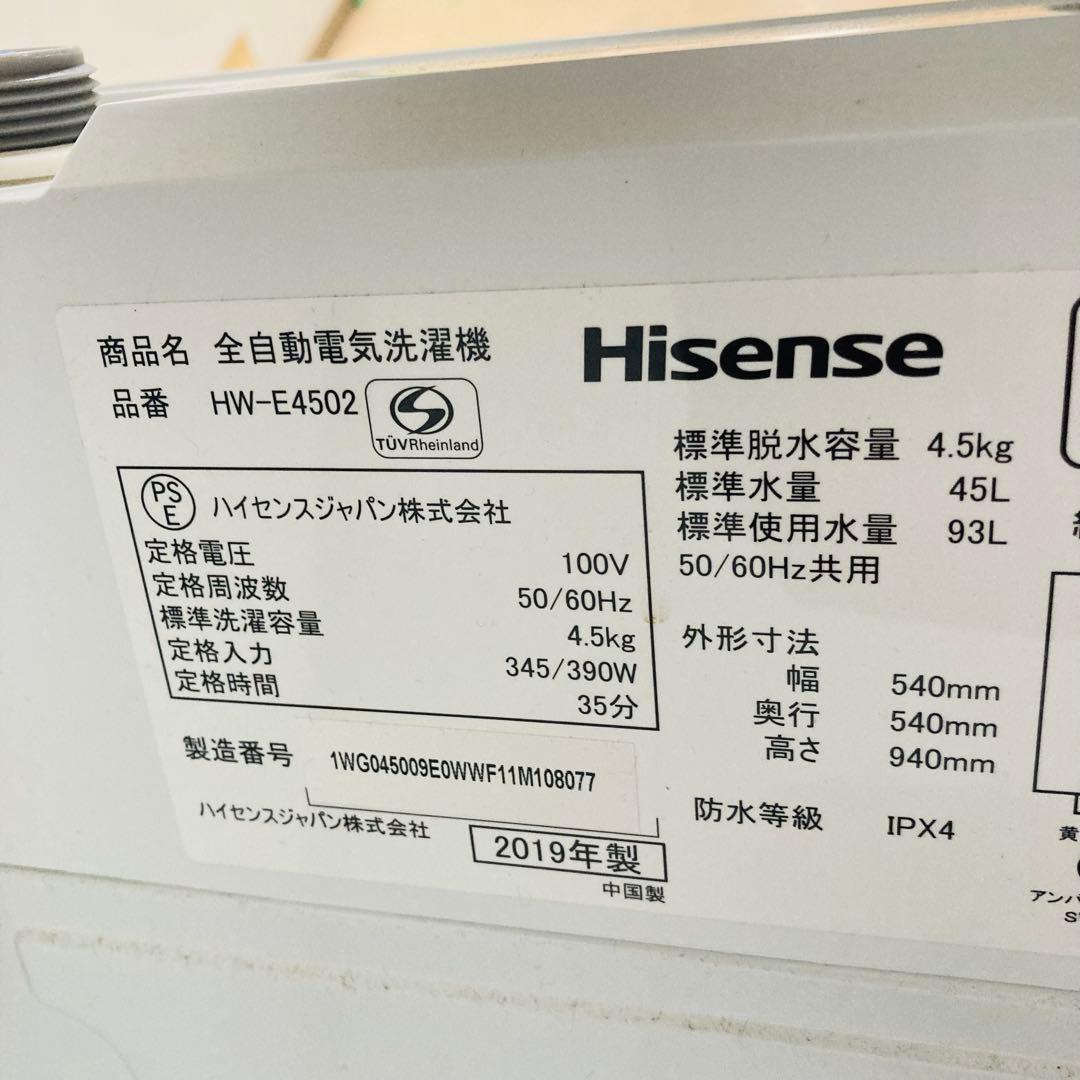 商品名 全自動電気洗濯機
品番 HW-E4502
TÜVRheinland
Hisense
PS
E
ハイセンスジャパン株式会社
定格電圧 100V
定格周波数 50/60Hz
標準洗濯容量 4.5kg
定格入力 345/390W
定格時間 35分
製造番号 1WG045009E0WWF11M108077
ハイセンスジャパン株式会社
2019年製
中国製
標準脱水容量 4.5kg
標準水量 45L
標準使用水量 93L
50/60Hz共用
外形寸法
幅 540mm
奥行 540mm
高さ 940mm
防水等級 IPX4
黄
アンパ